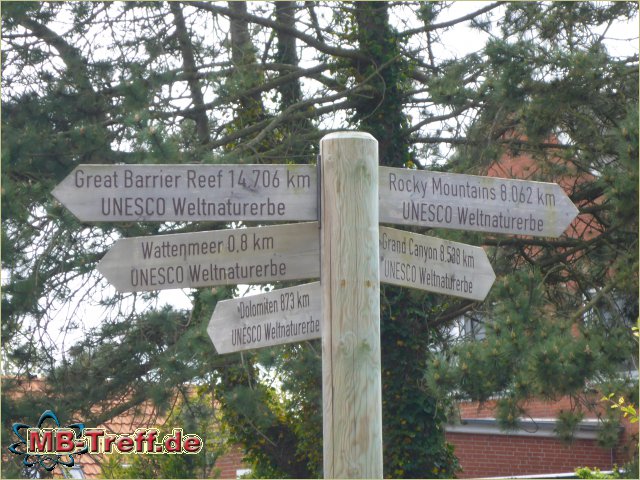 Great Barrier Reef 14.706 km
UNESCO Weltnaturerbe
Rocky Mountains 8.062 km
UNESCO Weltnaturerbe
Wattenmeer 0,8 km
UNESCO Weltnaturerbe
Grand Canyon 8.538 km
UNESCO Weltnaturerbe
Dolomiten 873 km
UNESCO Weltnaturerbe
MB-Treff.de